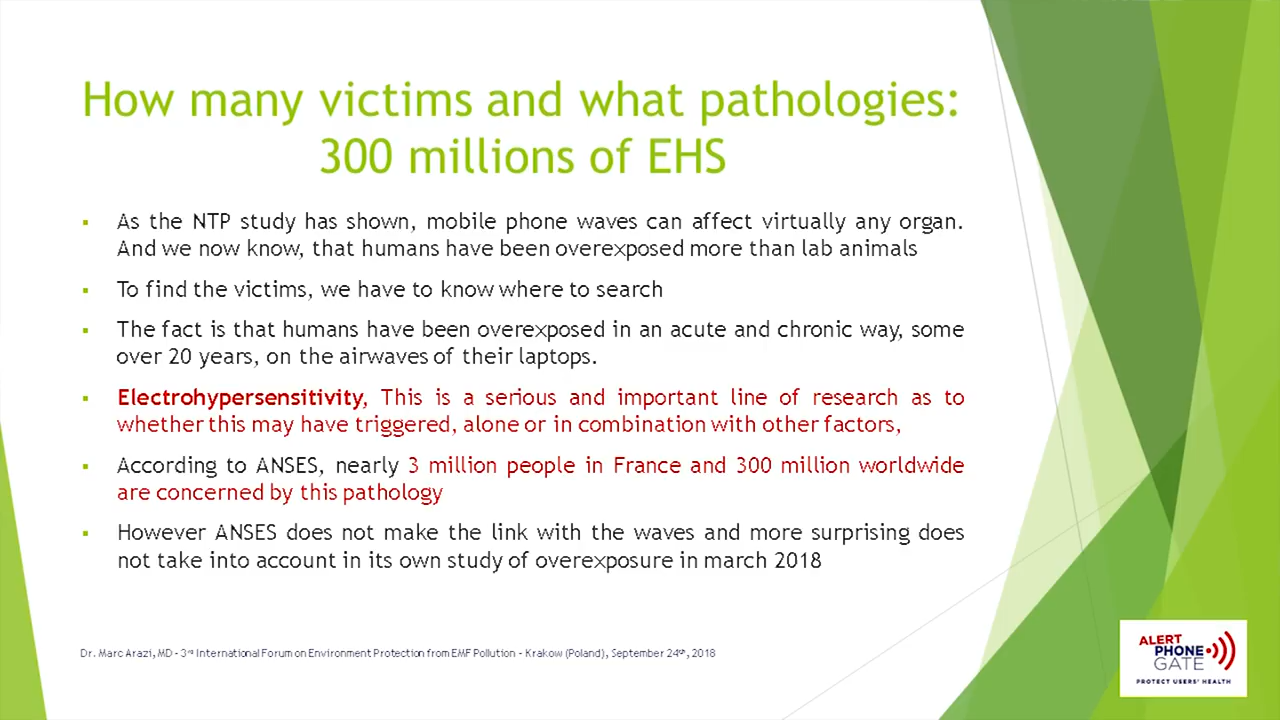 How many victims and what pathologies:
300 millions of EHS
▪ As the NTP study has shown, mobile phone waves can affect virtually any organ.
And we now know, that humans have been overexposed more than lab animals
▪ To find the victims, we have to know where to search
▪ The fact is that humans have been overexposed in an acute and chronic way, some
over 20 years, on the airwaves of their laptops.
▪ Electrohypersensitivity, This is a serious and important line of research as to
whether this may have triggered, alone or in combination with other factors,
▪ According to ANSES, nearly 3 million people in France and 300 million worldwide
are concerned by this pathology
▪ However ANSES does not make the link with the waves and more surprising does
not take into account in its own study of overexposure in march 2018
Dr. Marc Arazi, MD - 3rd International Forum on Environment Protection from EMF Pollution - Krakow (Poland), September 24th, 2018
ALERT
PHONE
GATE
PROTECT USERS' HEALTH